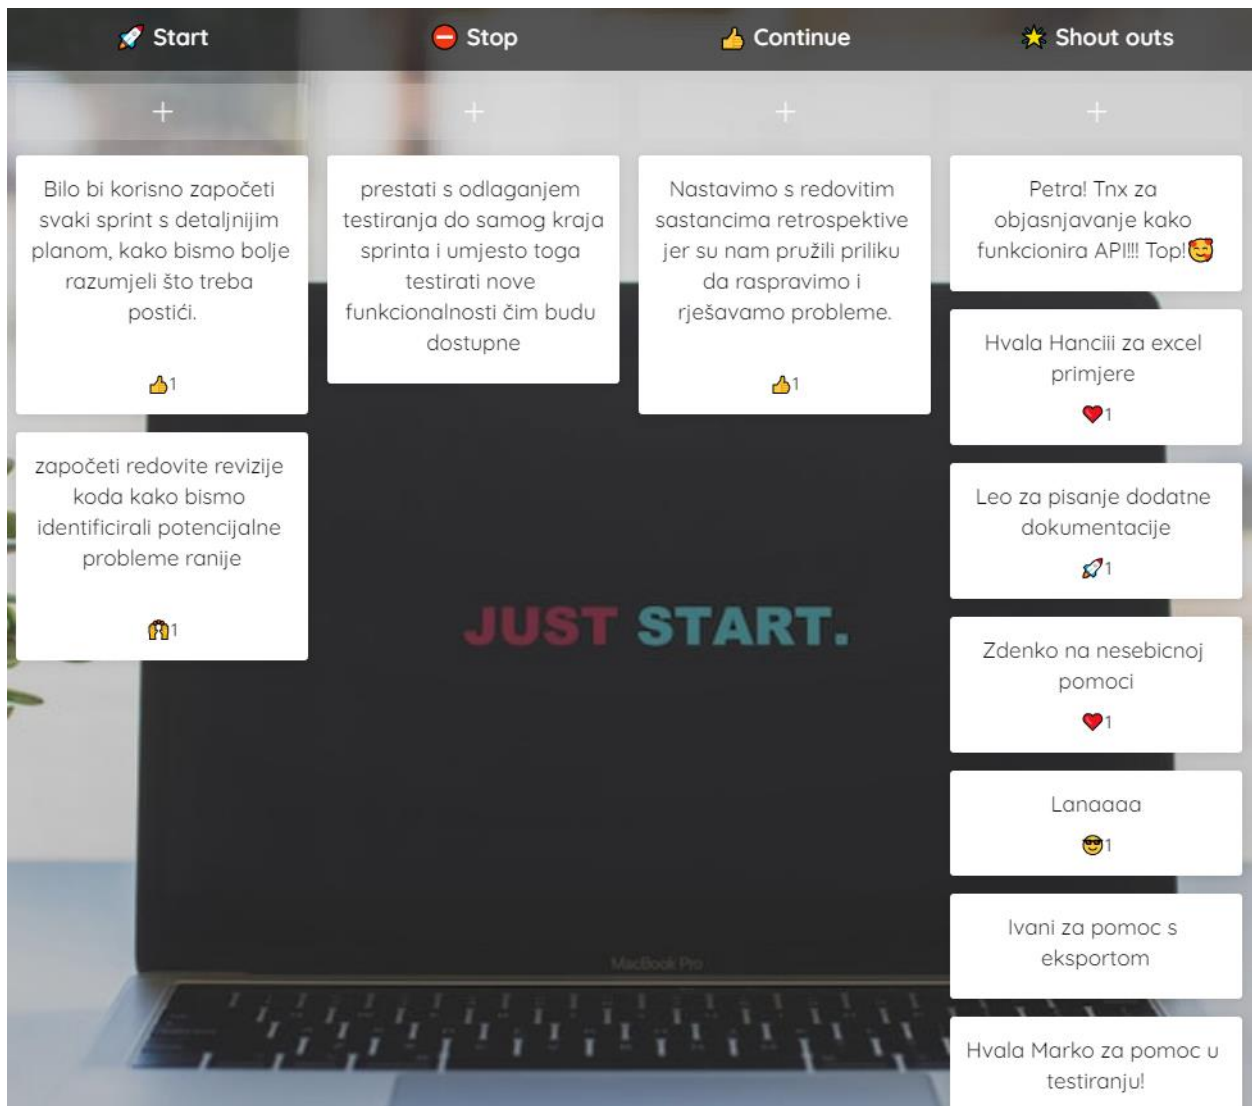 🚀 Start
⛔ Stop
👍 Continue
🌟 Shout outs
+
+
+
+
Bilo bi korisno započeti
svaki sprint s detaljnijim
planom, kako bismo bolje
razumjeli što treba
postići.
👍1
započeti redovite revizije
koda kako bismo
identificirali potencijalne
probleme ranije
🙌1
prestati s odlaganjem
testiranja do samog kraja
sprinta i umjesto toga
testirati nove
funkcionalnosti čim budu
dostupne
Nastavimo s redovitim
sastancima retrospektive
jer su nam pružili priliku
da raspravimo i
rješavamo probleme.
👍1
Petra! Tnx za
objasnjavanje kako
funkcionira API!!! Top!🥰
Hvala Hanciii za excel
primjere
❤️1
Leo za pisanje dodatne
dokumentacije
🚀1
Zdenko na nesebicnoj
pomoci
❤️1
Lanaaaa
😎1
Ivani za pomoc s
eksportom
Hvala Marko za pomoc u
testiranju!
JUST START.
MacBook Pro